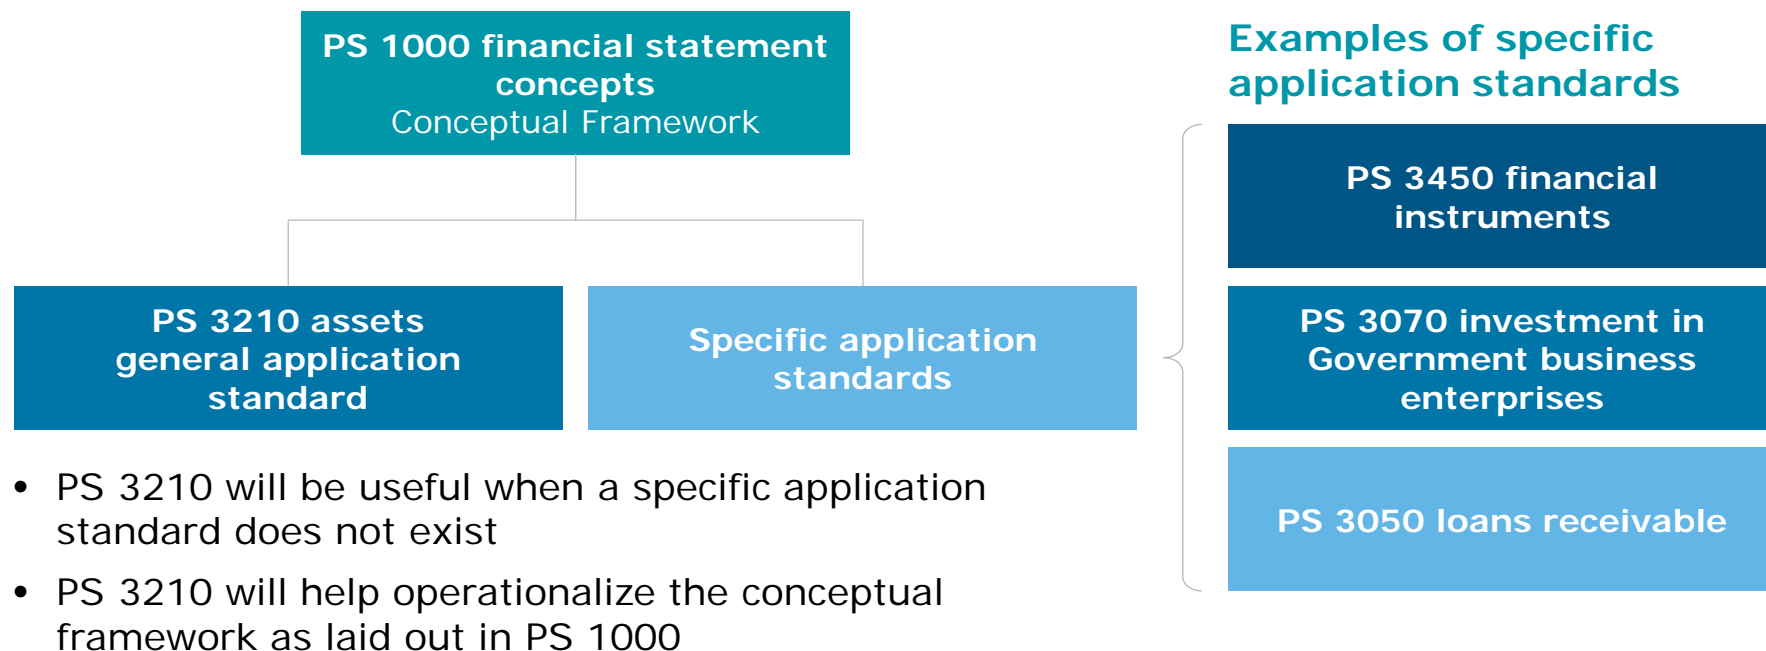 PS 1000 financial statement
concepts
Conceptual Framework
PS 3210 assets
general application
standard
Specific application
standards
• PS 3210 will be useful when a specific application
standard does not exist
• PS 3210 will help operationalize the conceptual
framework as laid out in PS 1000
Examples of specific
application standards
PS 3450 financial
instruments
PS 3070 investment in
Government business
enterprises
PS 3050 loans receivable